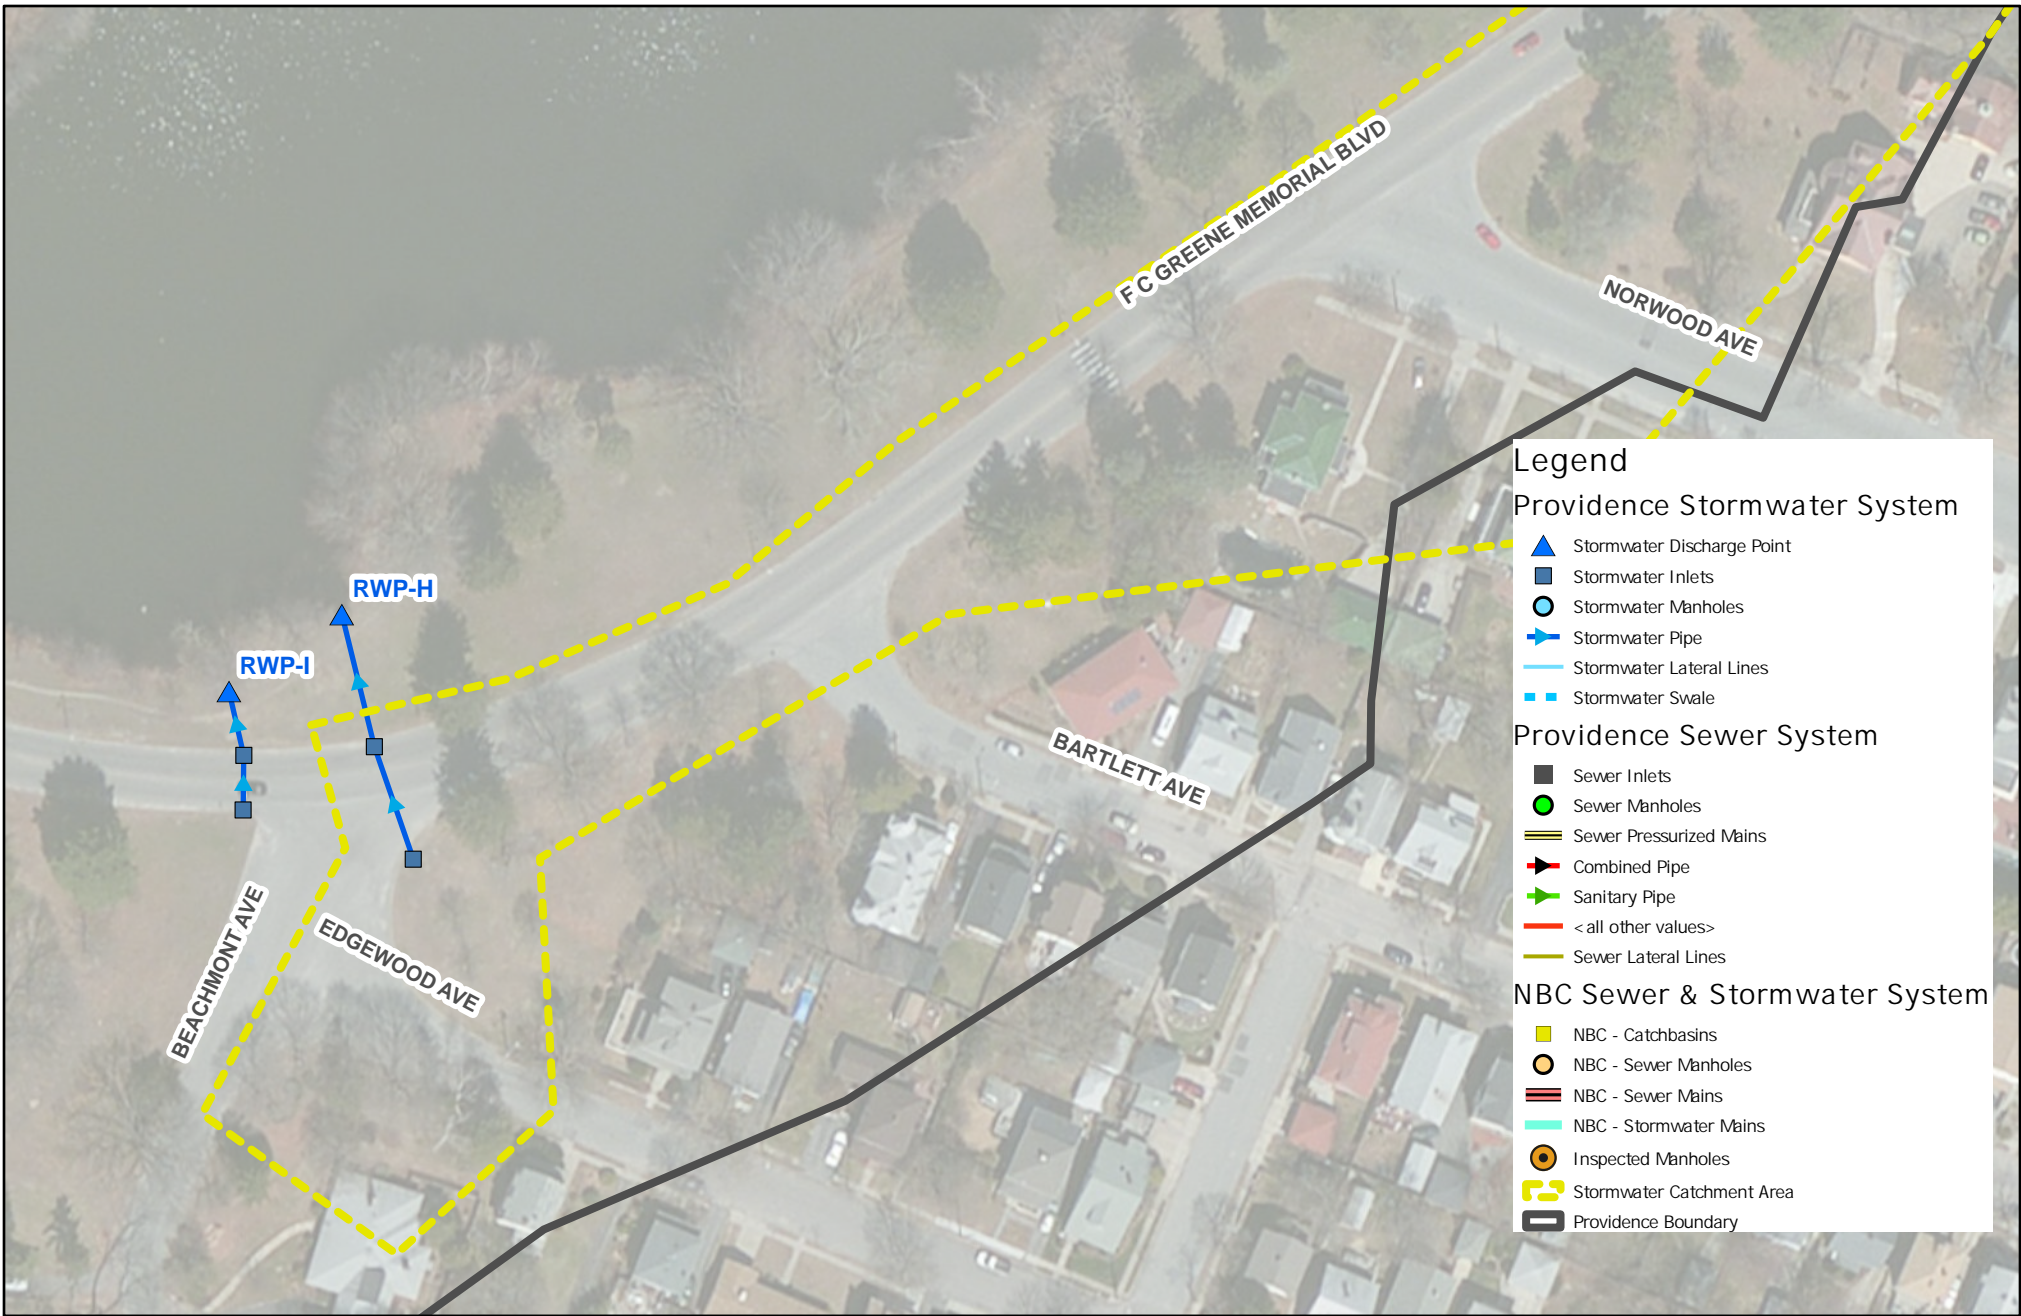 F C GREENE MEMORIAL BLVD
NORWOOD AVE
RWP-H
RWP-I
BARTLETT AVE
BEACHMONT AVE
EDGEWOOD AVE
Legend
Providence Stormwater System
Stormwater Discharge Point
Stormwater Inlets
Stormwater Manholes
Stormwater Pipe
Stormwater Lateral Lines
Stormwater Swale
Providence Sewer System
Sewer Inlets
Sewer Manholes
Sewer Pressurized Mains
Combined Pipe
Sanitary Pipe
<all other values>
Sewer Lateral Lines
NBC Sewer & Stormwater System
NBC - Catchbasins
NBC - Sewer Manholes
NBC - Sewer Mains
NBC - Stormwater Mains
Inspected Manholes
Stormwater Catchment Area
Providence Boundary